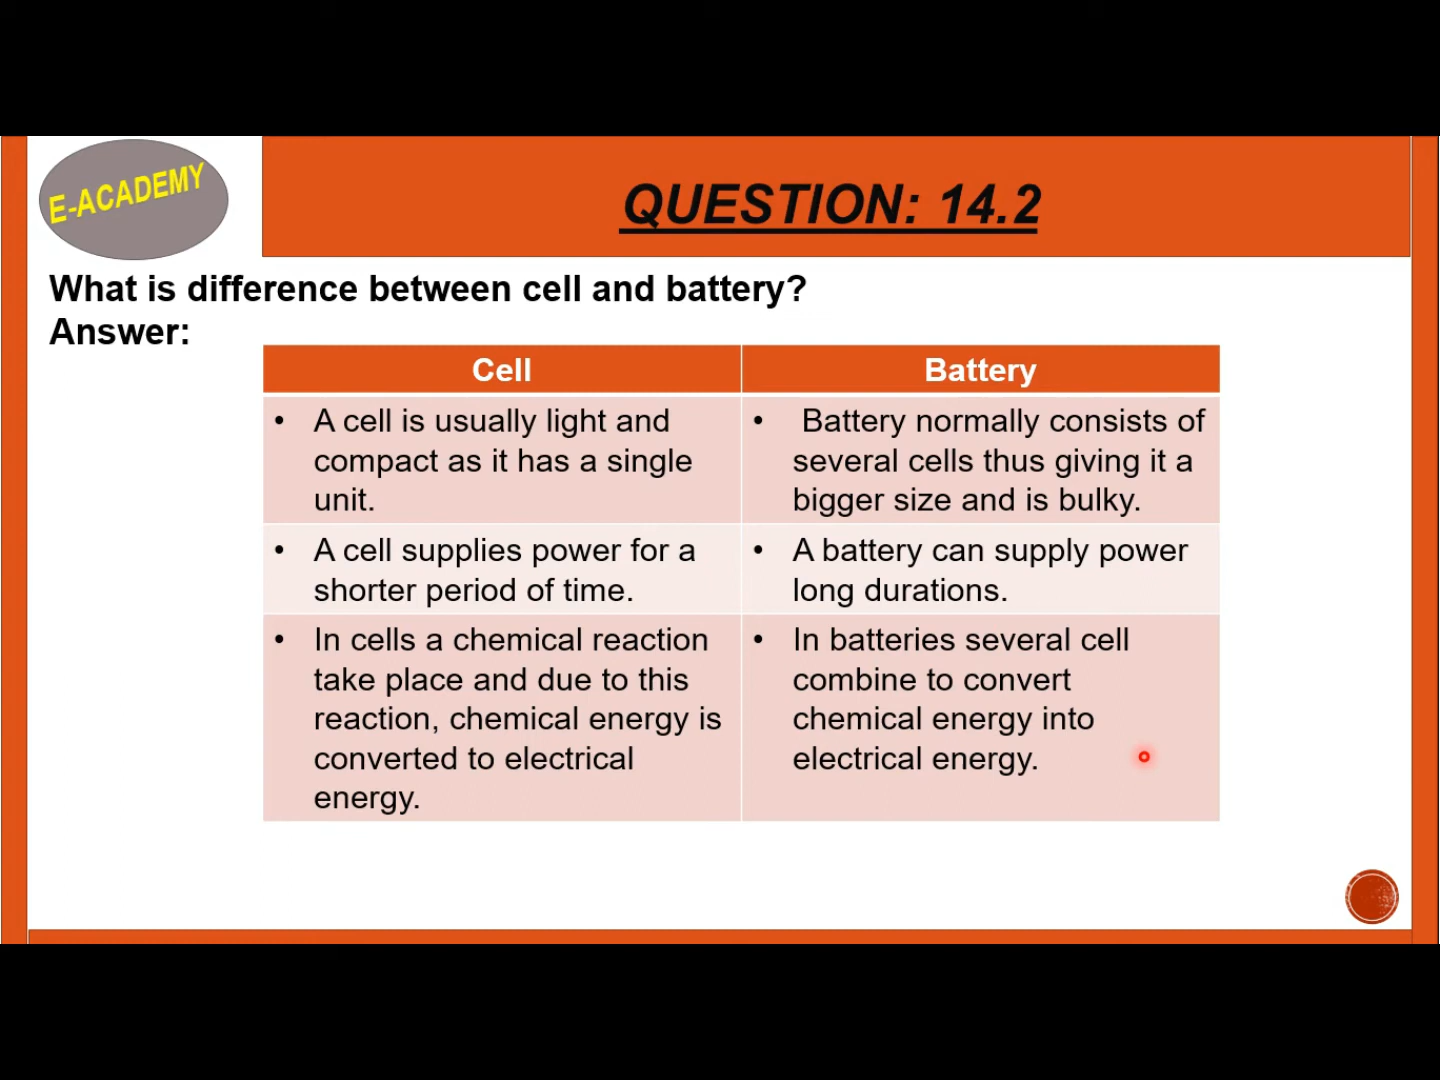 E-ACADEMY
QUESTION: 14.2
What is difference between cell and battery?
Answer:
Cell
Battery
• A cell is usually light and
compact as it has a single
unit.
• Battery normally consists of
several cells thus giving it a
bigger size and is bulky.
• A cell supplies power for a
shorter period of time.
• A battery can supply power
long durations.
• In cells a chemical reaction
take place and due to this
reaction, chemical energy is
converted to electrical
energy.
• In batteries several cell
combine to convert
chemical energy into
electrical energy.